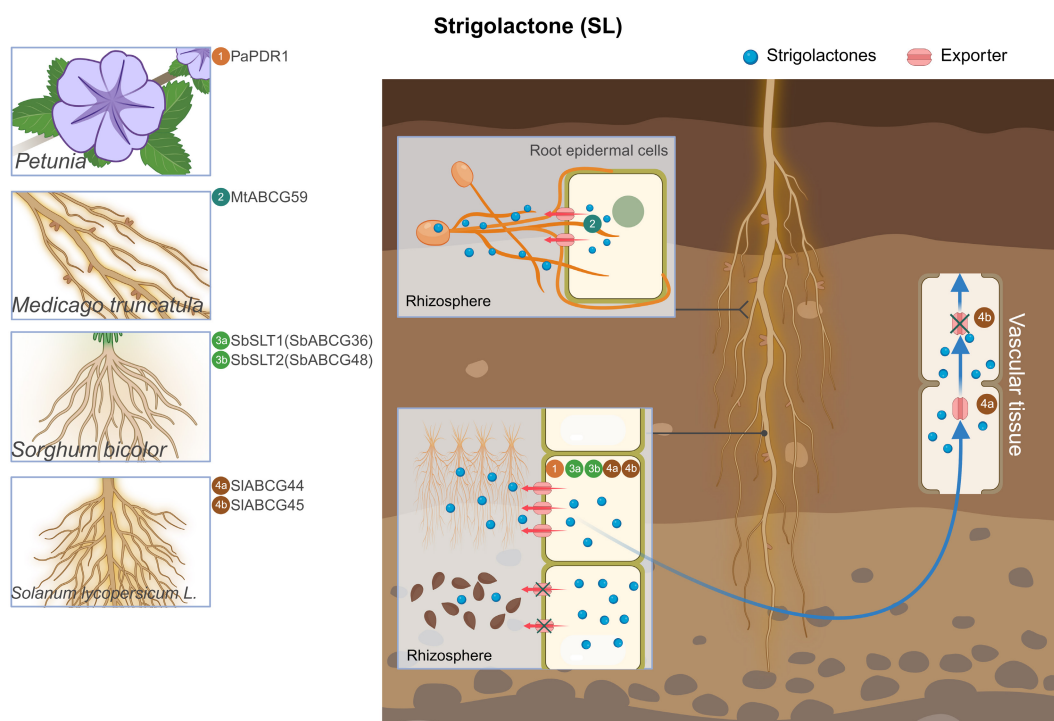 Strigolactone (SL)
Strigolactones
Exporter
1 PaPDR1
Petunia
2 MtABCG59
Medicago truncatula
3a SbSLT1(SbABCG36)
3b SbSLT2(SbABCG48)
Sorghum bicolor
4a SlABCG44
4b SlABCG45
Solanum lycopersicum L.
Root epidermal cells
2
Rhizosphere
1 3a 3b 4a 4b
Rhizosphere
4b
4a
Vascular tissue